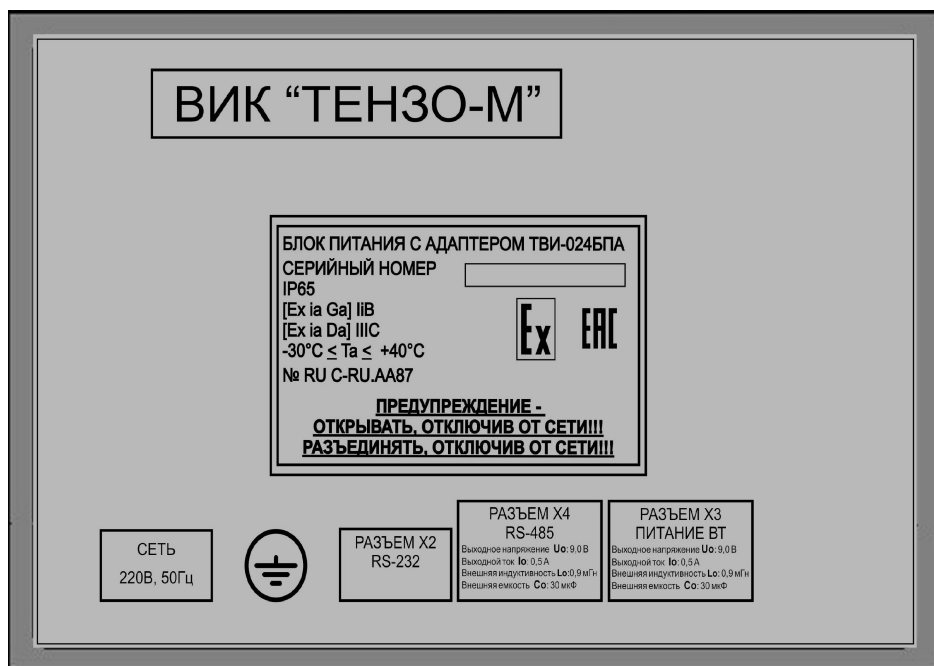 ВИК “ТЕНЗО-М”
БЛОК ПИТАНИЯ С АДАПТЕРОМ ТВИ-024БПА
СЕРИЙНЫЙ НОМЕР
IP65
[Ex ia Ga] IiB
[Ex ia Da] IIIC
-30°C ≤ Ta ≤ +40°C
№ RU C-RU.AA87
Ex
EAC
ПРЕДУПРЕЖДЕНИЕ -
ОТКРЫВАТЬ, ОТКЛЮЧИВ ОТ СЕТИ!!!
РАЗЪЕДИНЯТЬ, ОТКЛЮЧИВ ОТ СЕТИ!!!
СЕТЬ
220В, 50Гц
РАЗЪЕМ X2
RS-232
РАЗЪЕМ X4
RS-485
Выходное напряжение Uo: 9,0 В
Выходной ток Io: 0,5 А
Внешняя индуктивность Lo: 0,9 мГн
Внешняя емкость Co: 30 мкФ
РАЗЪЕМ X3
ПИТАНИЕ ВТ
Выходное напряжение Uo: 9,0 В
Выходной ток Io: 0,5 А
Внешняя индуктивность Lo: 0,9 мГн
Внешняя емкость Co: 30 мкФ